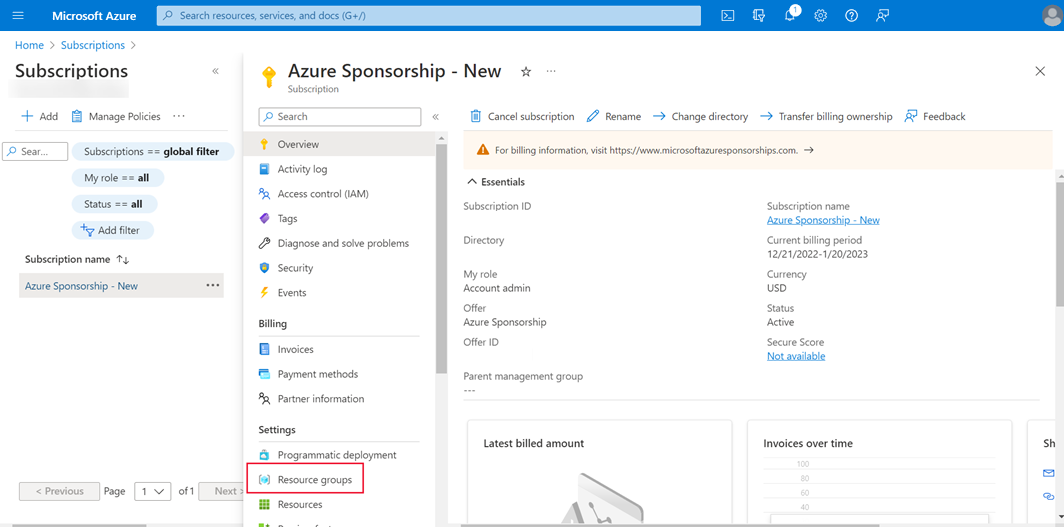 Microsoft Azure
Search resources, services, and docs (G+/)
1
Home > Subscriptions >
Subscriptions
«
Add
Manage Policies
...
Sear...
Subscriptions == global filter
My role == all
Status == all
Add filter
Subscription name ↑↓
Azure Sponsorship - New
...
< Previous
Page
1
of 1
Next >
Azure Sponsorship - New
...
Subscription
Search
«
Overview
Activity log
Access control (IAM)
Tags
Diagnose and solve problems
Security
Events
Billing
Invoices
Payment methods
Partner information
Settings
Programmatic deployment
Resource groups
Resources
Cancel subscription
Rename
Change directory
Transfer billing ownership
Feedback
For billing information, visit https://www.microsoftazuresponsorships.com. →
Essentials
Subscription ID
Directory
My role
Account admin
Offer
Azure Sponsorship
Offer ID
Parent management group
---
Subscription name
Azure Sponsorship - New
Current billing period
12/21/2022-1/20/2023
Currency
USD
Status
Active
Secure Score
Not available
Latest billed amount
Invoices over time
100
80
60
40
Sh